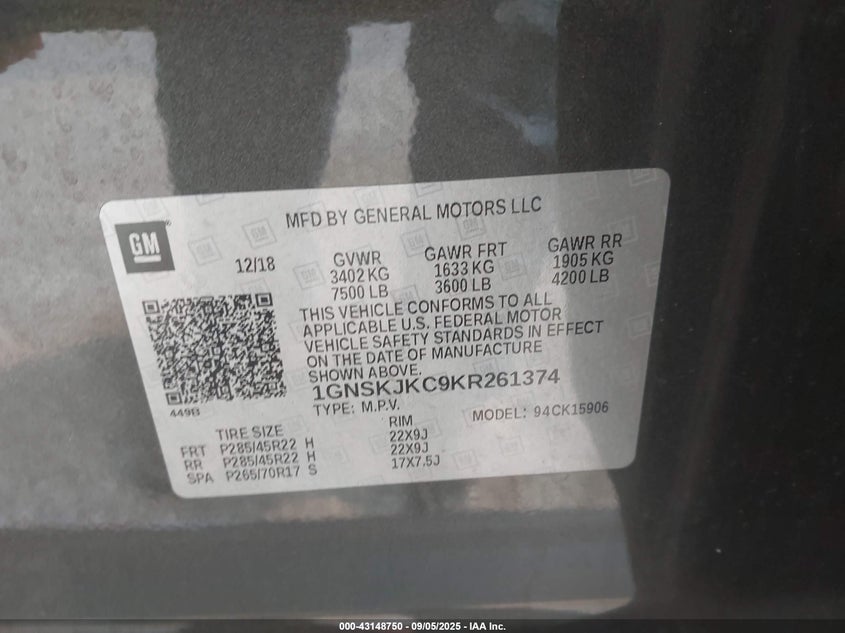 MFD BY GENERAL MOTORS LLC
GM
12/18
GVWR GAWR FRT GAWR RR
3402 KG 1633 KG 1905 KG
7500 LB 3600 LB 4200 LB
THIS VEHICLE CONFORMS TO ALL
APPLICABLE U.S. FEDERAL MOTOR
VEHICLE SAFETY STANDARDS IN EFFECT
ON THE DATE OF MANUFACTURE
SHOWN ABOVE.
1GNSKJKC9KR261374
TYPE: M.P.V. MODEL: 94CK15906
449B
TIRE SIZE RIM
FRT P285/45R22 H 22X9J
RR P285/45R22 H 22X9J
SPA P265/70R17 S 17X7.5J
000-43148750 - 09/05/2025 - IAA Inc.